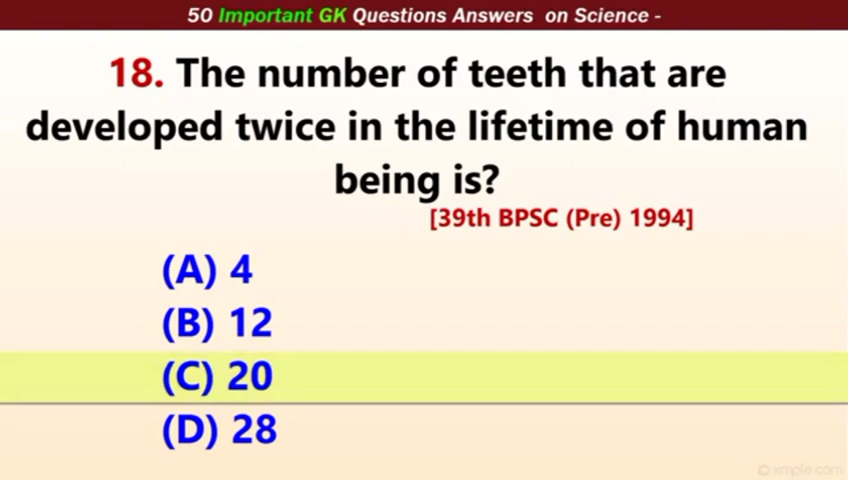 50 Important GK Questions Answers on Science -
18. The number of teeth that are
developed twice in the lifetime of human
being is?
[39th BPSC (Pre) 1994]
(A) 4
(B) 12
(C) 20
(D) 28
© xmple.com